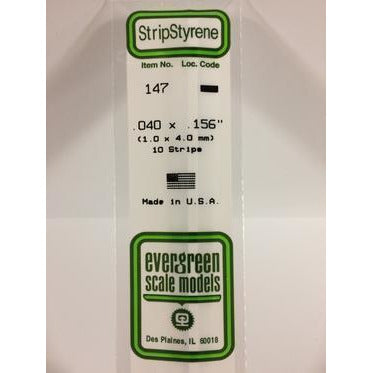 StripStyrene
Item No. Loc. Code
147
.040 x .156"
(1.0 x 4.0 mm)
10 Strips
Made in U.S.A.
evergreen
scale models
Des Plaines, IL 60018